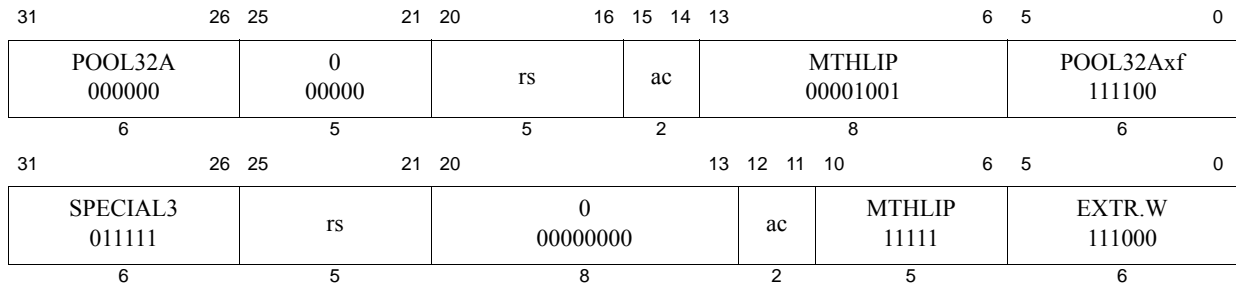 31 26 25 21 20 16 15 14 13 6 5 0
POOL32A 0 rs ac MTHLIP POOL32Axf
000000 00000 00001001 111100
6 5 5 2 8 6
31 26 25 21 20 13 12 11 10 6 5 0
SPECIAL3 rs 0 ac MTHLIP EXTR.W
011111 00000000 11111 111000
6 5 8 2 5 6